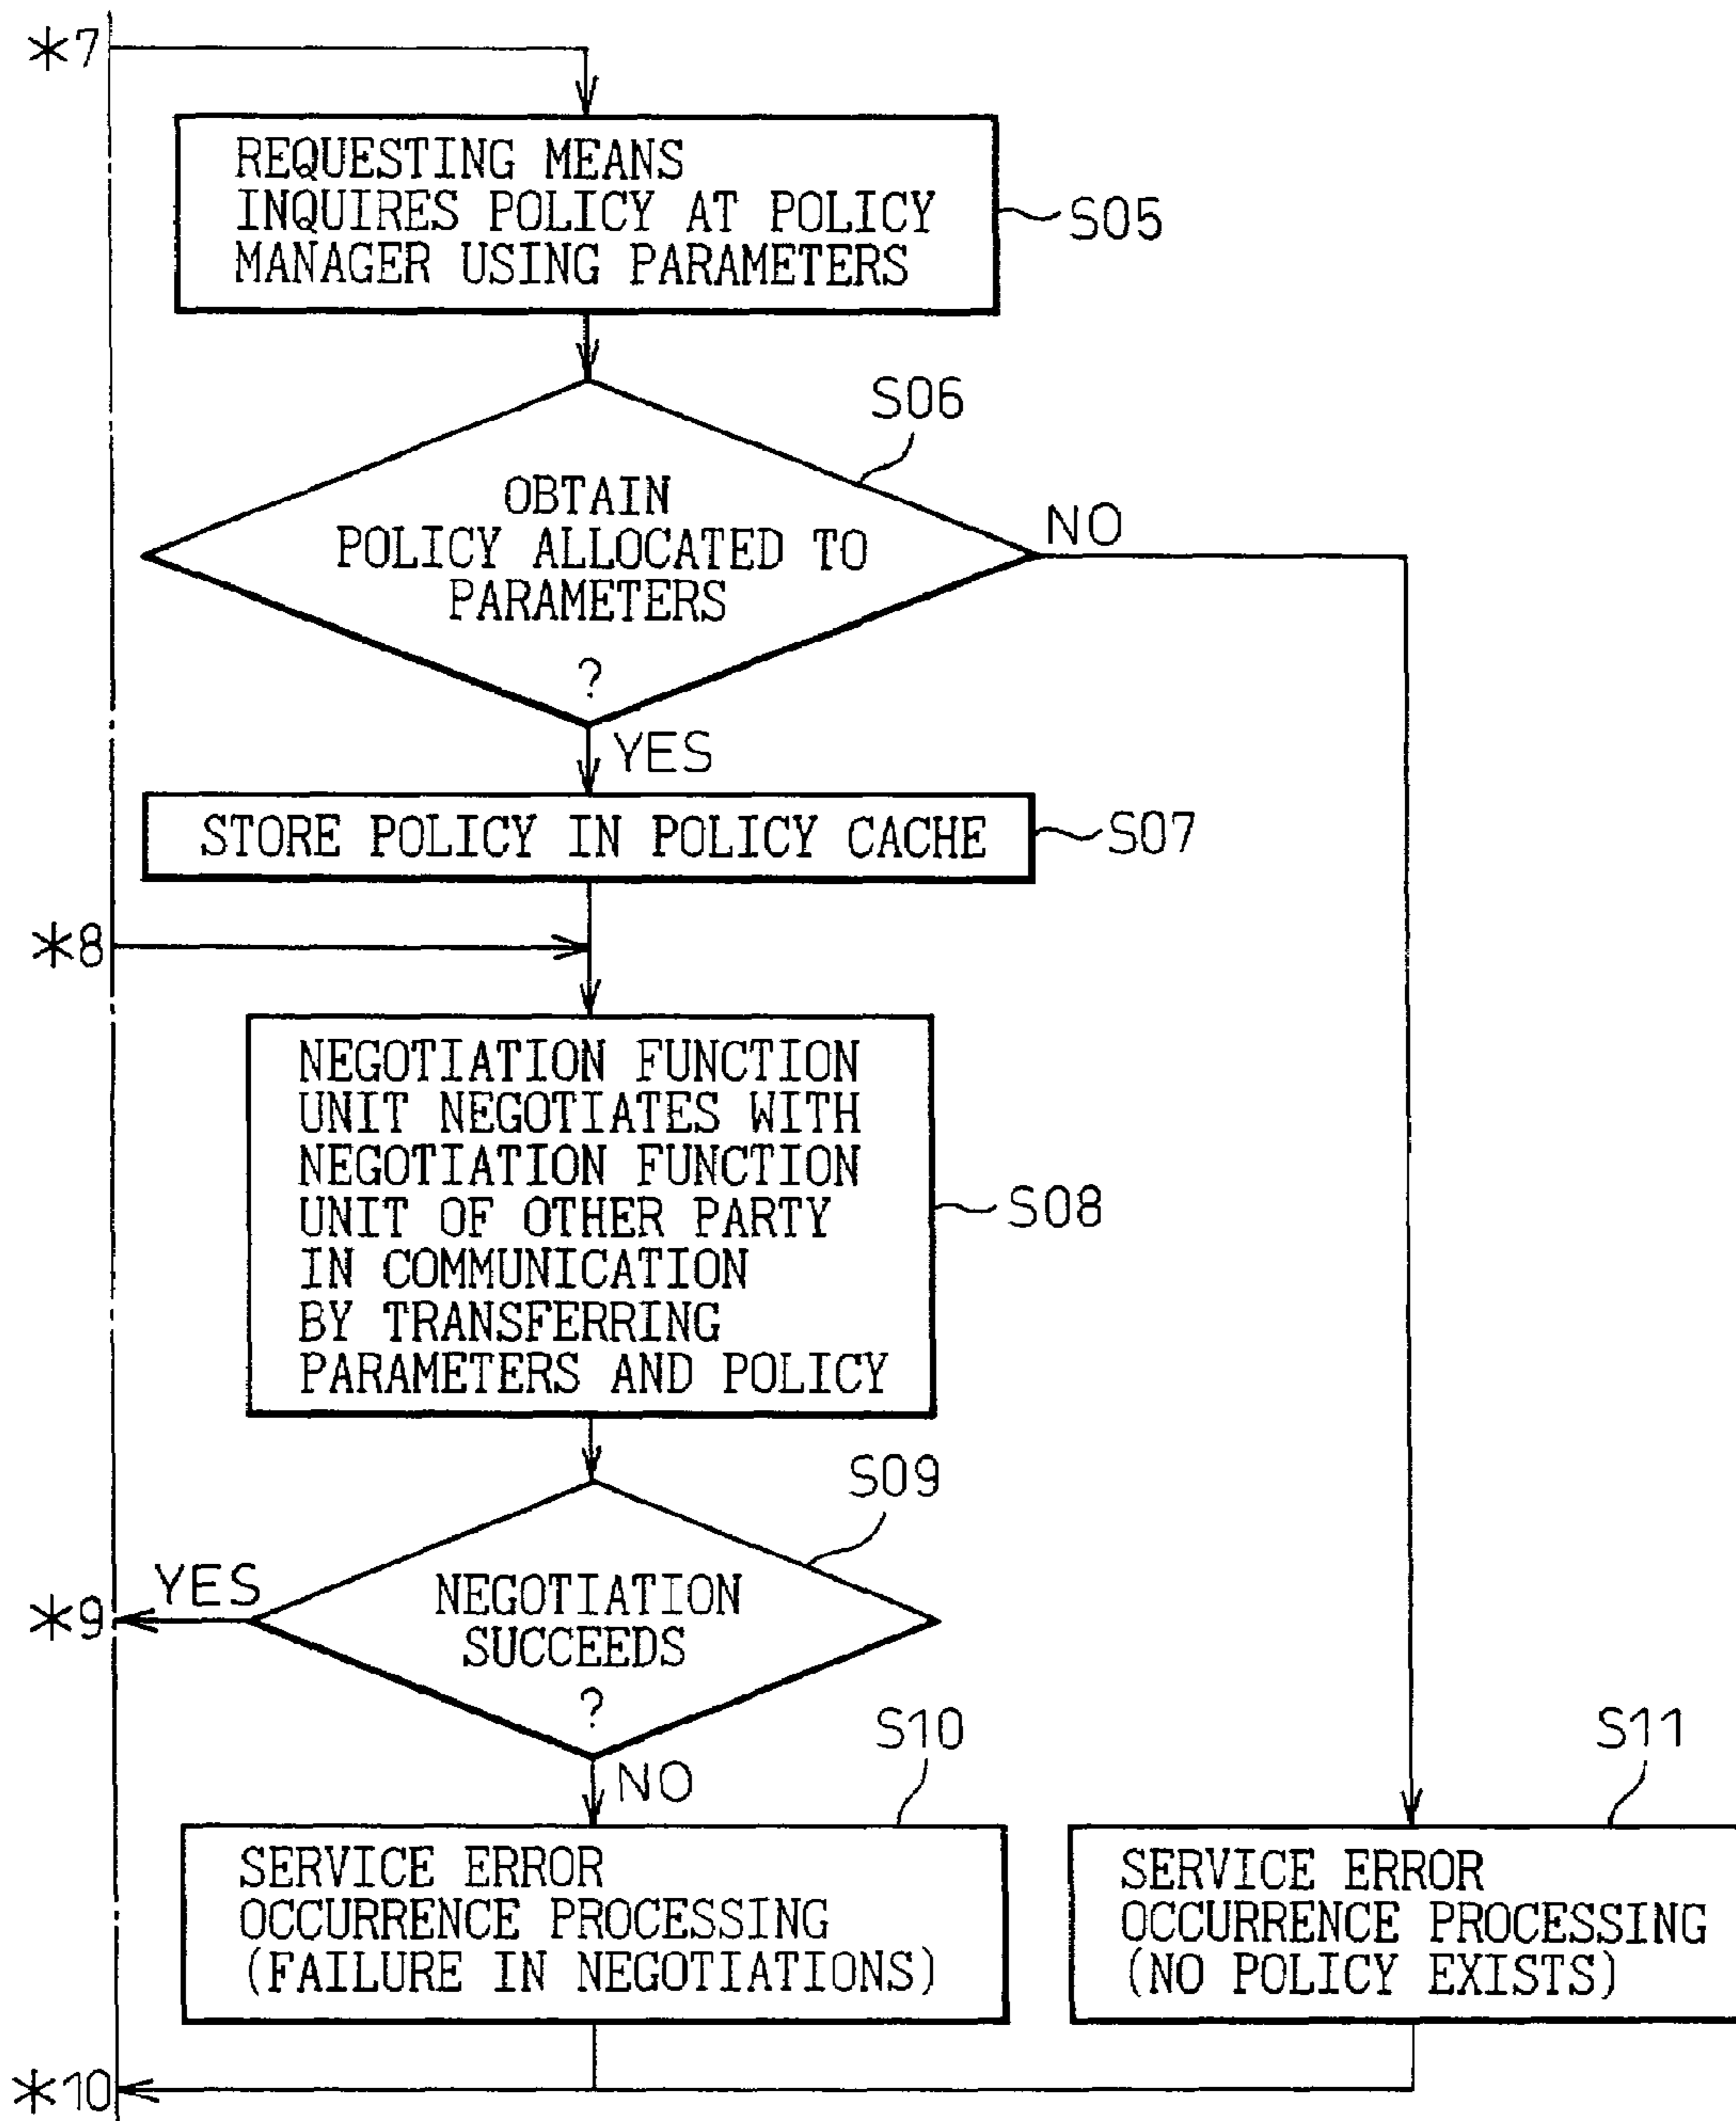 *7
REQUESTING MEANS
INQUIRES POLICY AT POLICY
MANAGER USING PARAMETERS
S05
S06
OBTAIN
POLICY ALLOCATED TO
PARAMETERS
?
NO
YES
STORE POLICY IN POLICY CACHE
S07
*8
NEGOTIATION FUNCTION
UNIT NEGOTIATES WITH
NEGOTIATION FUNCTION
UNIT OF OTHER PARTY
IN COMMUNICATION
BY TRANSFERRING
PARAMETERS AND POLICY
S08
S09
YES
*9
NEGOTIATION
SUCCEEDS
?
NO
S10
S11
SERVICE ERROR
OCCURRENCE PROCESSING
(FAILURE IN NEGOTIATIONS)
SERVICE ERROR
OCCURRENCE PROCESSING
(NO POLICY EXISTS)
*10